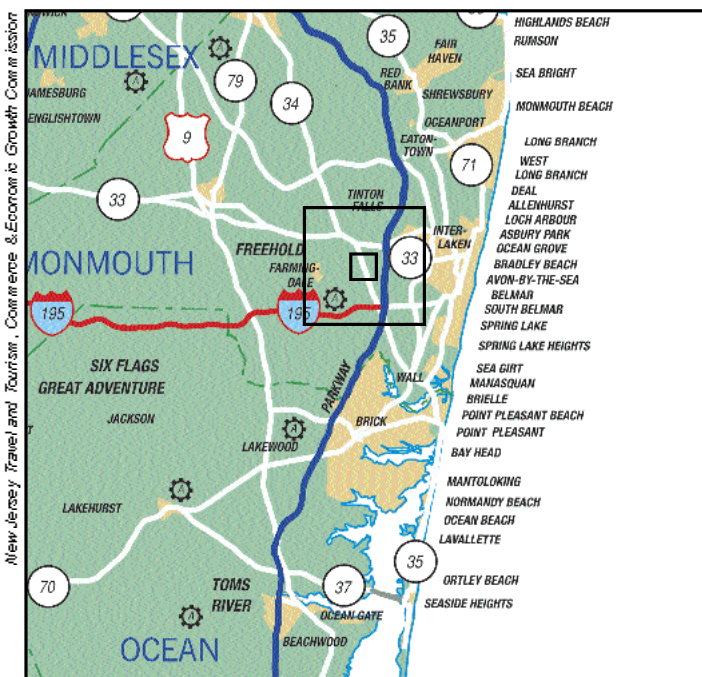 New Jersey Travel and Tourism, Commerce & Economic Growth Commission
HIGHLANDS BEACH
RUMSON
35
FAIR
HAVEN
MIDDLESEX
A
79
RED
BANK
SEA BRIGHT
A
JAMESBURG
34
SHREWSBURY
MONMOUTH BEACH
ENGLISHTOWN
OCEANPORT
9
EATON-
TOWN
LONG BRANCH
71
WEST
LONG BRANCH
33
TINTON
FALLS
DEAL
ALLENHURST
LOCH ARBOUR
INTER-
LAKEN
ASBURY PARK
FREEHOLD
OCEAN GROVE
MONMOUTH
33
BRADLEY BEACH
FARMING-
DALE
AVON-BY-THE-SEA
A
BELMAR
195
195
SOUTH BELMAR
SPRING LAKE
SPRING LAKE HEIGHTS
SIX FLAGS
GREAT ADVENTURE
PARKWAY
WALL
SEA GIRT
MANASQUAN
BRIELLE
JACKSON
BRICK
POINT PLEASANT BEACH
A
POINT PLEASANT
LAKEWOOD
BAY HEAD
A
MANTOLOKING
LAKEHURST
NORMANDY BEACH
OCEAN BEACH
LAVALLETTE
35
70
TOMS
RIVER
37
ORTLEY BEACH
A
OCEAN GATE
SEASIDE HEIGHTS
OCEAN
BEACHWOOD